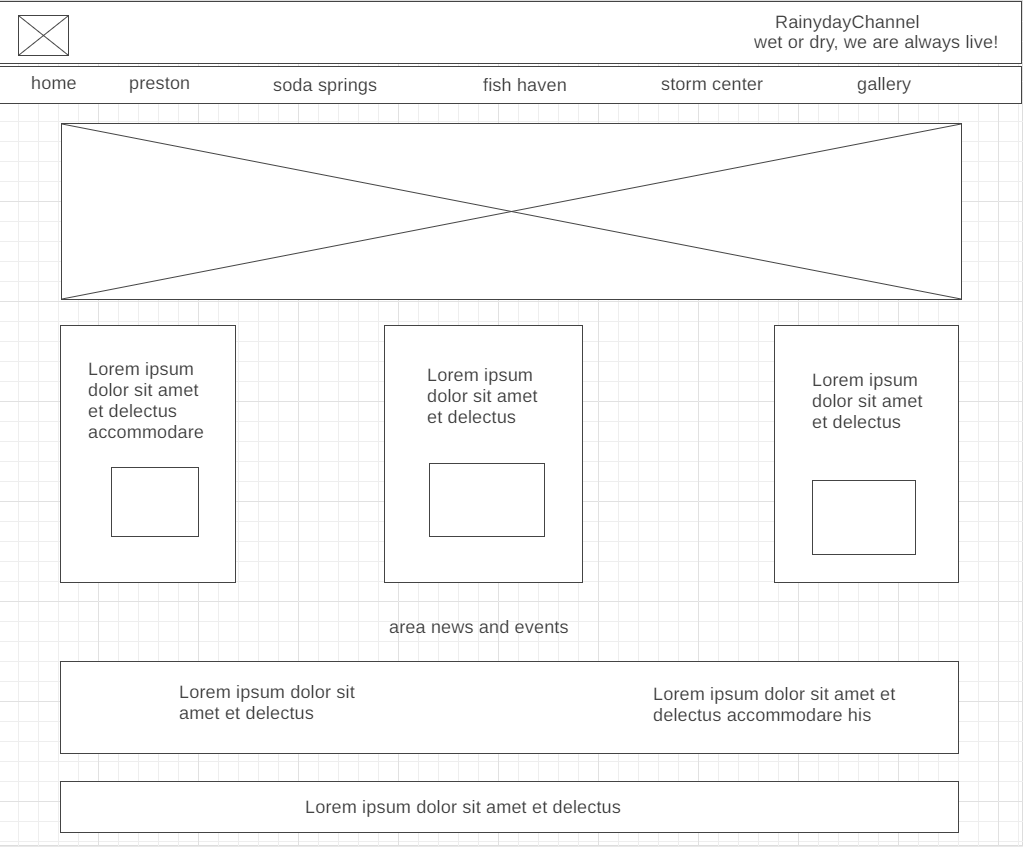 RainydayChannel
wet or dry, we are always live!
home preston soda springs fish haven storm center gallery
Lorem ipsum
dolor sit amet
et delectus
accommodare
Lorem ipsum
dolor sit amet
et delectus
Lorem ipsum
dolor sit amet
et delectus
area news and events
Lorem ipsum dolor sit
amet et delectus
Lorem ipsum dolor sit amet et
delectus accommodare his
Lorem ipsum dolor sit amet et delectus